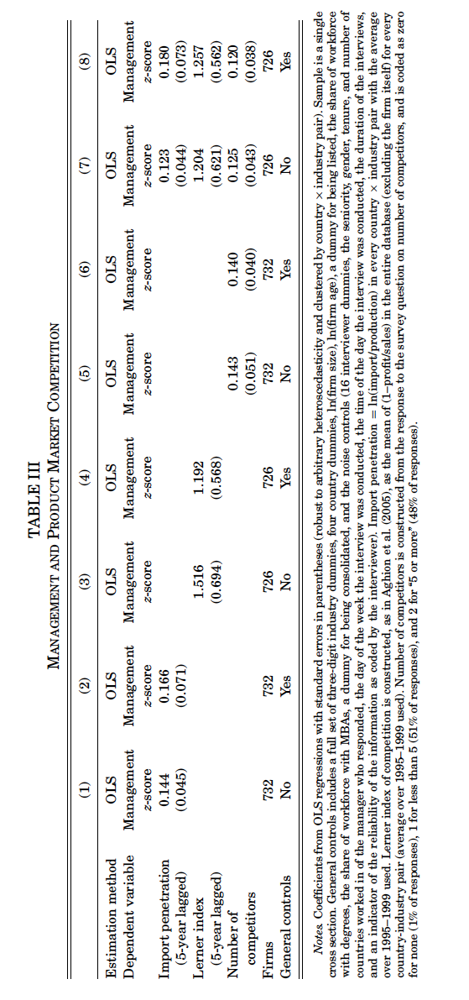 TABLE III
MANAGEMENT AND PRODUCT MARKET COMPETITION
(1) (2) (3) (4) (5) (6) (7) (8)
Estimation method OLS OLS OLS OLS OLS OLS OLS OLS
Dependent variable Management Management Management Management Management Management Management Management
z-score z-score z-score z-score z-score z-score z-score z-score
Import penetration 0.144 0.166 0.123 0.180
(5-year lagged) (0.045) (0.071) (0.044) (0.073)
Lerner index 1.516 1.192 1.204 1.257
(5-year lagged) (0.694) (0.568) (0.621) (0.562)
Number of 0.143 0.140 0.125 0.120
competitors (0.051) (0.040) (0.043) (0.038)
Firms 732 732 726 726 732 732 726 726
General controls No Yes No Yes No Yes No Yes
Notes. Coefficients from OLS regressions with standard errors in parentheses (robust to arbitrary heteroscedasticity and clustered by country × industry pair). Sample is a single
cross section. General controls includes a full set of three-digit industry dummies, four country dummies, ln(firm size), ln(firm age), a dummy for being listed, the share of workforce
with degrees, the share of workforce with MBAs, a dummy for being consolidated, and the noise controls (16 interviewer dummies, the seniority, gender, tenure, and number of
countries worked in of the manager who responded, the day of the week the interview was conducted, the time of the day the interview was conducted, the duration of the interviews,
and an indicator of the reliability of the information as coded by the interviewer). Import penetration = ln(import/production) in every country × industry pair with the average
over 1995–1999 used. Lerner index of competition is constructed, as in Aghion et al. (2005), as the mean of (1–profit/sales) in the entire database (excluding the firm itself) for every
country-industry pair (average over 1995–1999 used). Number of competitors is constructed from the response to the survey question on number of competitors, and is coded as zero
for none (1% of responses), 1 for less than 5 (51% of responses), and 2 for “5 or more” (48% of responses).